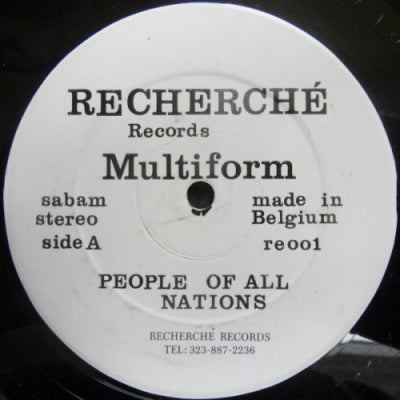 RECHERCHÉ
Records
Multiform
sabam made in
stereo Belgium
side A re001
PEOPLE OF ALL
NATIONS
RECHERCHÉ RECORDS
TEL: 323-887-2236